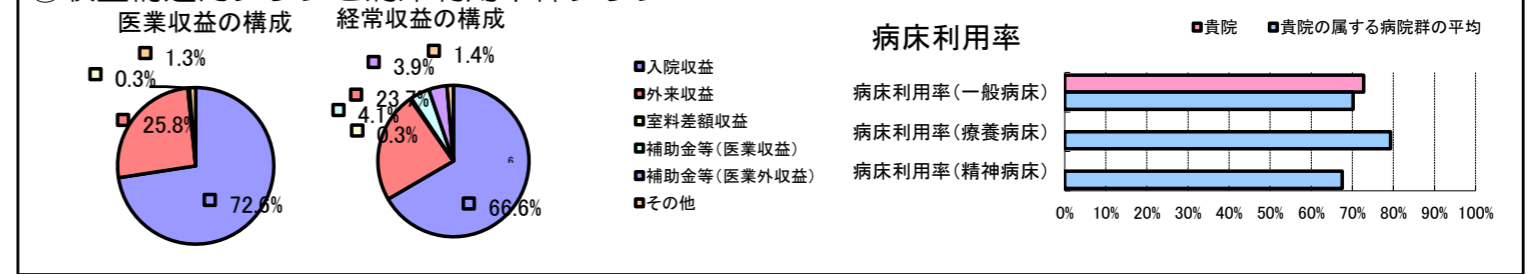 医業収益の構成
経常収益の構成
1.3%
0.3%
25.8%
72.6%
1.4%
3.9%
23.7%
4.1%
0.3%
66.6%
入院収益
外来収益
室料差額収益
補助金等(医業収益)
補助金等(医業外収益)
その他
病床利用率
貴院
貴院の属する病院群の平均
病床利用率(一般病床)
病床利用率(療養病床)
病床利用率(精神病床)
0% 10% 20% 30% 40% 50% 60% 70% 80% 90% 100%